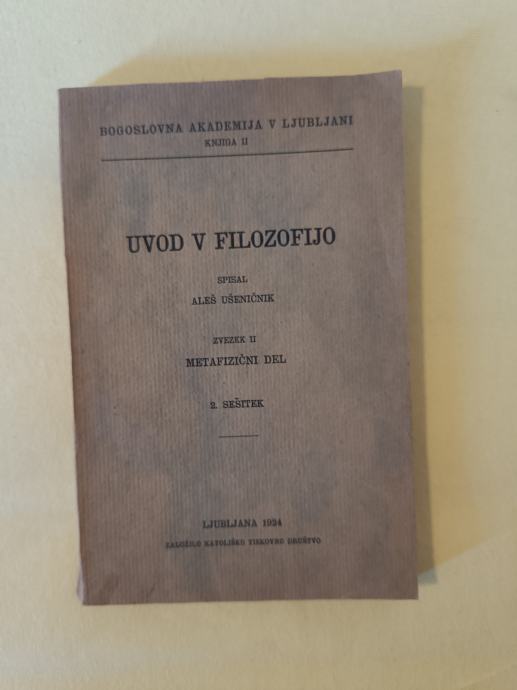 BOGOSLOVNA AKADEMIJA V LJUBLJANI
KNJIGA II
UVOD V FILOZOFIJO
SPISAL
ALEŠ UŠENIČNIK
ZVEZEK II
METAFIZIČNI DEL
2. SEŠITEK
LJUBLJANA 1924
ZALOŽILO KATOLIŠKO TISKOVNO DRUŠTVO